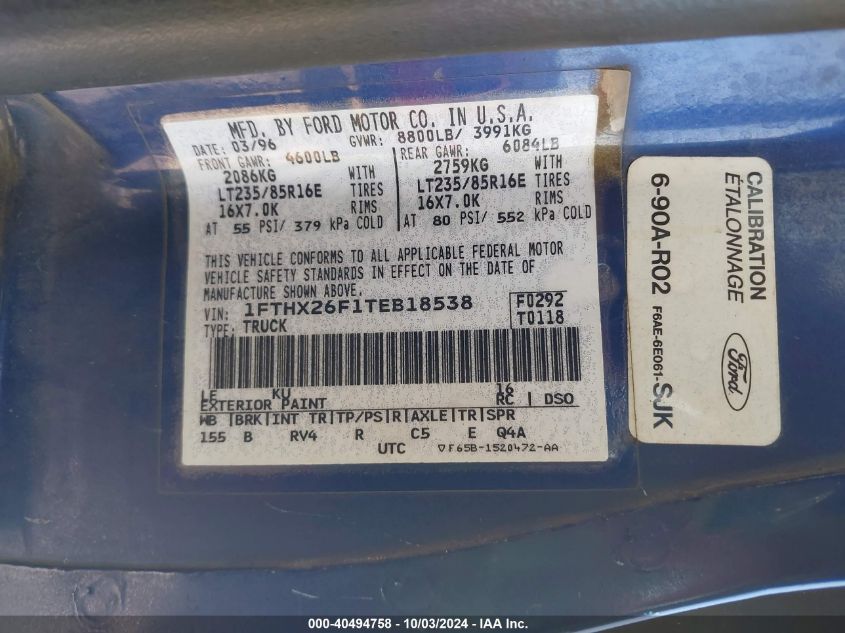 MFD. BY FORD MOTOR CO. IN U.S.A.
DATE: 03/96 GVWR: 8800LB/ 3991KG
FRONT GAWR: 4600LB REAR GAWR: 6084LB
2086KG WITH 2759KG WITH
LT235/85R16E TIRES LT235/85R16E TIRES
16X7.0K RIMS 16X7.0K RIMS
AT 55 PSI/ 379 kPa COLD AT 80 PSI/ 552 kPa COLD
THIS VEHICLE CONFORMS TO ALL APPLICABLE FEDERAL MOTOR
VEHICLE SAFETY STANDARDS IN EFFECT ON THE DATE OF
MANUFACTURE SHOWN ABOVE.
VIN: 1FTHX26F1TEB18538 F0292
TYPE: TRUCK T0118
LE KU 16
EXTERIOR PAINT RC DSO
WB BRK INT TR TP/PS R AXLE TR SPR
155 B RV4 R C5 E Q4A
UTC ▽F65B-1520472-AA
CALIBRATION
ÉTALONNAGE
6-90A-R02
F6AE-6E061-SJK
Ford
000-40494758 - 10/03/2024 - IAA Inc.